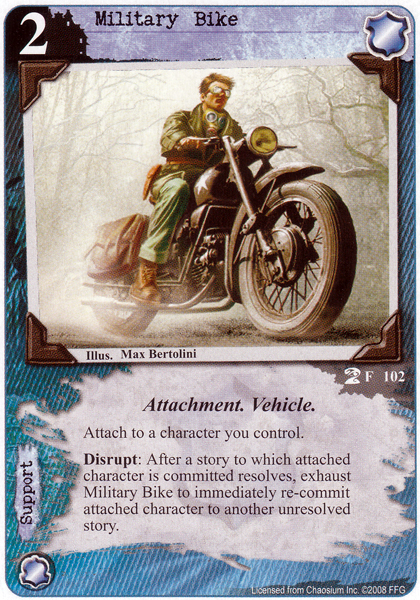 2
Military Bike
Illus. Max Bertolini
F 102
Attachment. Vehicle.
Attach to a character you control.
Disrupt: After a story to which attached
character is committed resolves, exhaust
Military Bike to immediately re-commit
attached character to another unresolved
story.
Support
Licensed from Chaosium Inc. ©2008 FFG